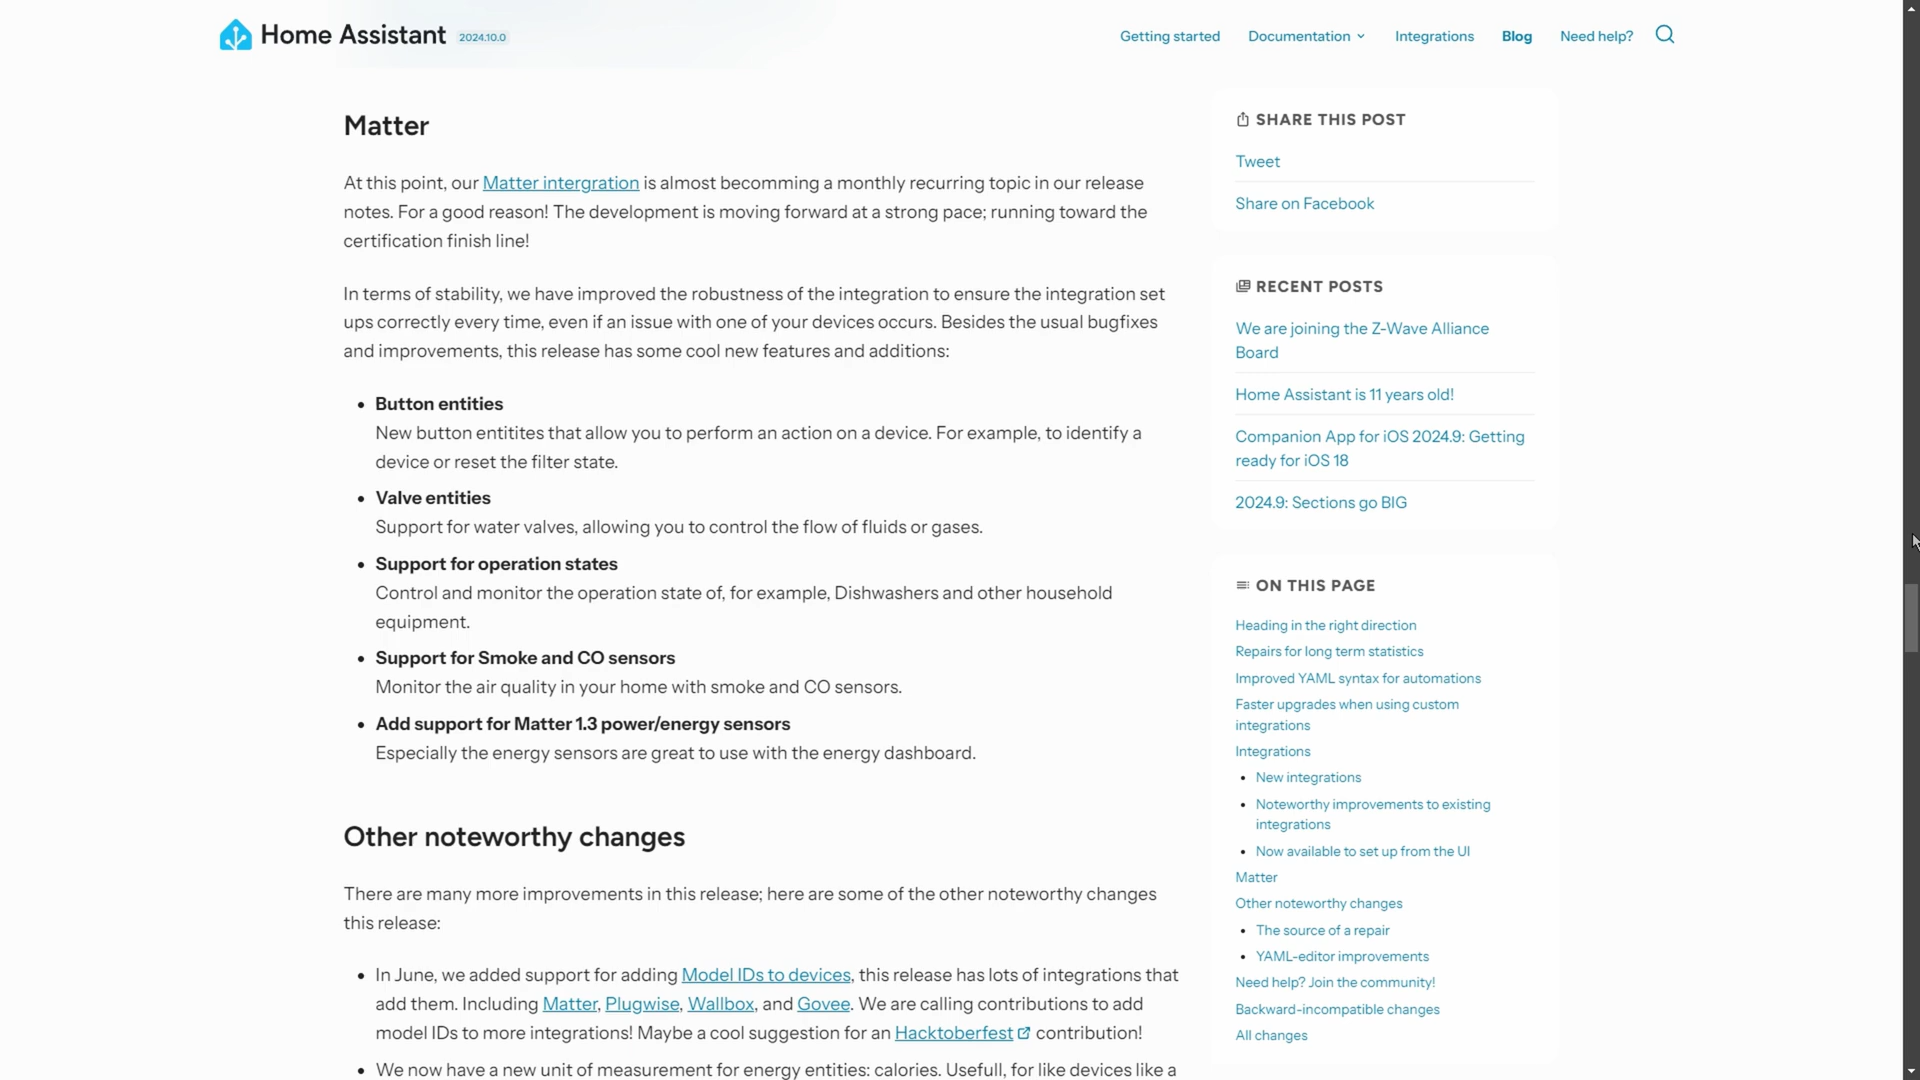 Home Assistant 2024.10.0
Getting started
Documentation
Integrations
Blog
Need help?
Matter
At this point, our Matter intergration is almost becomming a monthly recurring topic in our release
notes. For a good reason! The development is moving forward at a strong pace; running toward the
certification finish line!
In terms of stability, we have improved the robustness of the integration to ensure the integration set
ups correctly every time, even if an issue with one of your devices occurs. Besides the usual bugfixes
and improvements, this release has some cool new features and additions:
• Button entities
New button entitites that allow you to perform an action on a device. For example, to identify a
device or reset the filter state.
• Valve entities
Support for water valves, allowing you to control the flow of fluids or gases.
• Support for operation states
Control and monitor the operation state of, for example, Dishwashers and other household
equipment.
• Support for Smoke and CO sensors
Monitor the air quality in your home with smoke and CO sensors.
• Add support for Matter 1.3 power/energy sensors
Especially the energy sensors are great to use with the energy dashboard.
Other noteworthy changes
There are many more improvements in this release; here are some of the other noteworthy changes
this release:
• In June, we added support for adding Model IDs to devices, this release has lots of integrations that
add them. Including Matter, Plugwise, Wallbox, and Govee. We are calling contributions to add
model IDs to more integrations! Maybe a cool suggestion for an Hacktoberfest contribution!
• We now have a new unit of measurement for energy entities: calories. Usefull, for like devices like a
SHARE THIS POST
Tweet
Share on Facebook
RECENT POSTS
We are joining the Z-Wave Alliance
Board
Home Assistant is 11 years old!
Companion App for iOS 2024.9: Getting
ready for iOS 18
2024.9: Sections go BIG
ON THIS PAGE
Heading in the right direction
Repairs for long term statistics
Improved YAML syntax for automations
Faster upgrades when using custom
integrations
Integrations
• New integrations
• Noteworthy improvements to existing
integrations
• Now available to set up from the UI
Matter
Other noteworthy changes
• The source of a repair
• YAML-editor improvements
Need help? Join the community!
Backward-incompatible changes
All changes